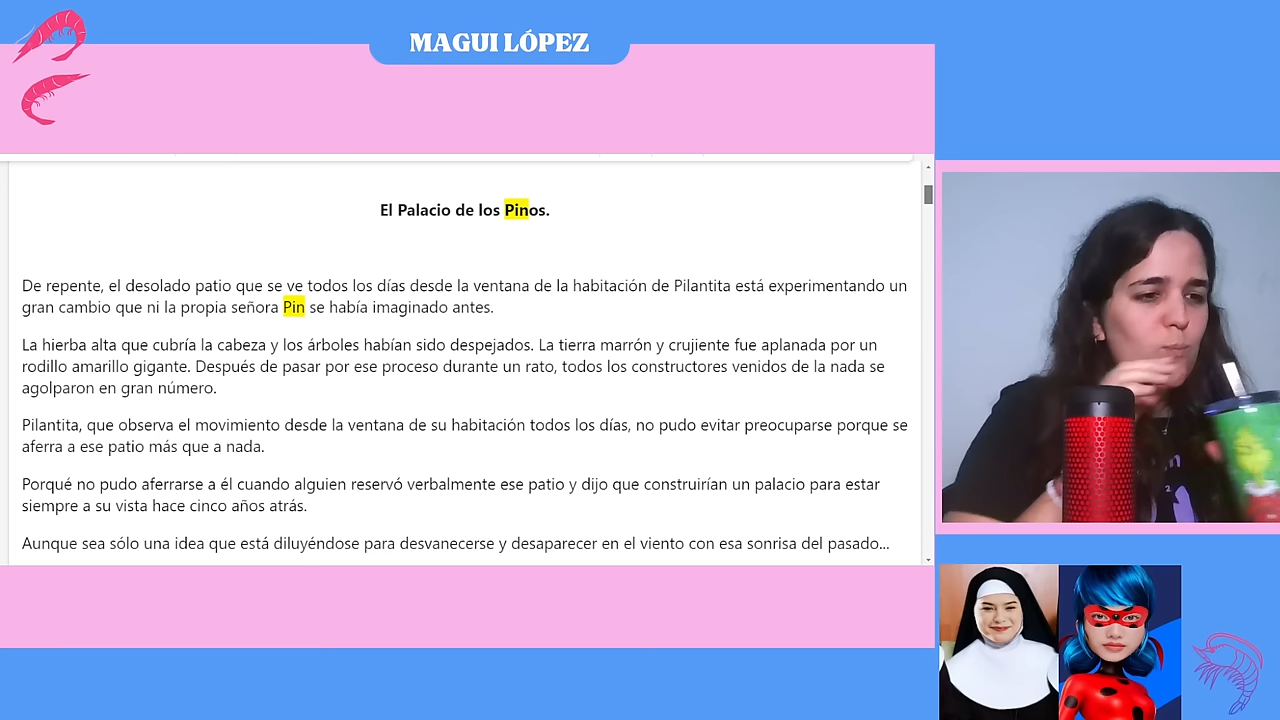 MAGUI LÓPEZ
El Palacio de los Pinos.
De repente, el desolado patio que se ve todos los días desde la ventana de la habitación de Pilantita está experimentando un
gran cambio que ni la propia señora Pin se había imaginado antes.
La hierba alta que cubría la cabeza y los árboles habían sido despejados. La tierra marrón y crujiente fue aplanada por un
rodillo amarillo gigante. Después de pasar por ese proceso durante un rato, todos los constructores venidos de la nada se
agolparon en gran número.
Pilantita, que observa el movimiento desde la ventana de su habitación todos los días, no pudo evitar preocuparse porque se
aferra a ese patio más que a nada.
Porqué no pudo aferrarse a él cuando alguien reservó verbalmente ese patio y dijo que construirían un palacio para estar
siempre a su vista hace cinco años atrás.
Aunque sea sólo una idea que está diluyéndose para desvanecerse y desaparecer en el viento con esa sonrisa del pasado...